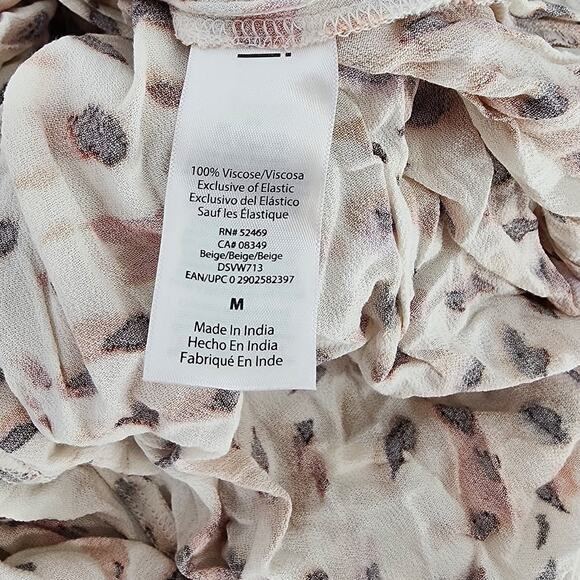 100% Viscose/Viscosa
Exclusive of Elastic
Exclusivo del Elástico
Sauf les Élastique
RN# 52469
CA# 08349
Beige/Beige/Beige
DSVW713
EAN/UPC 0 2902582397
M
Made In India
Hecho En India
Fabriqué En Inde